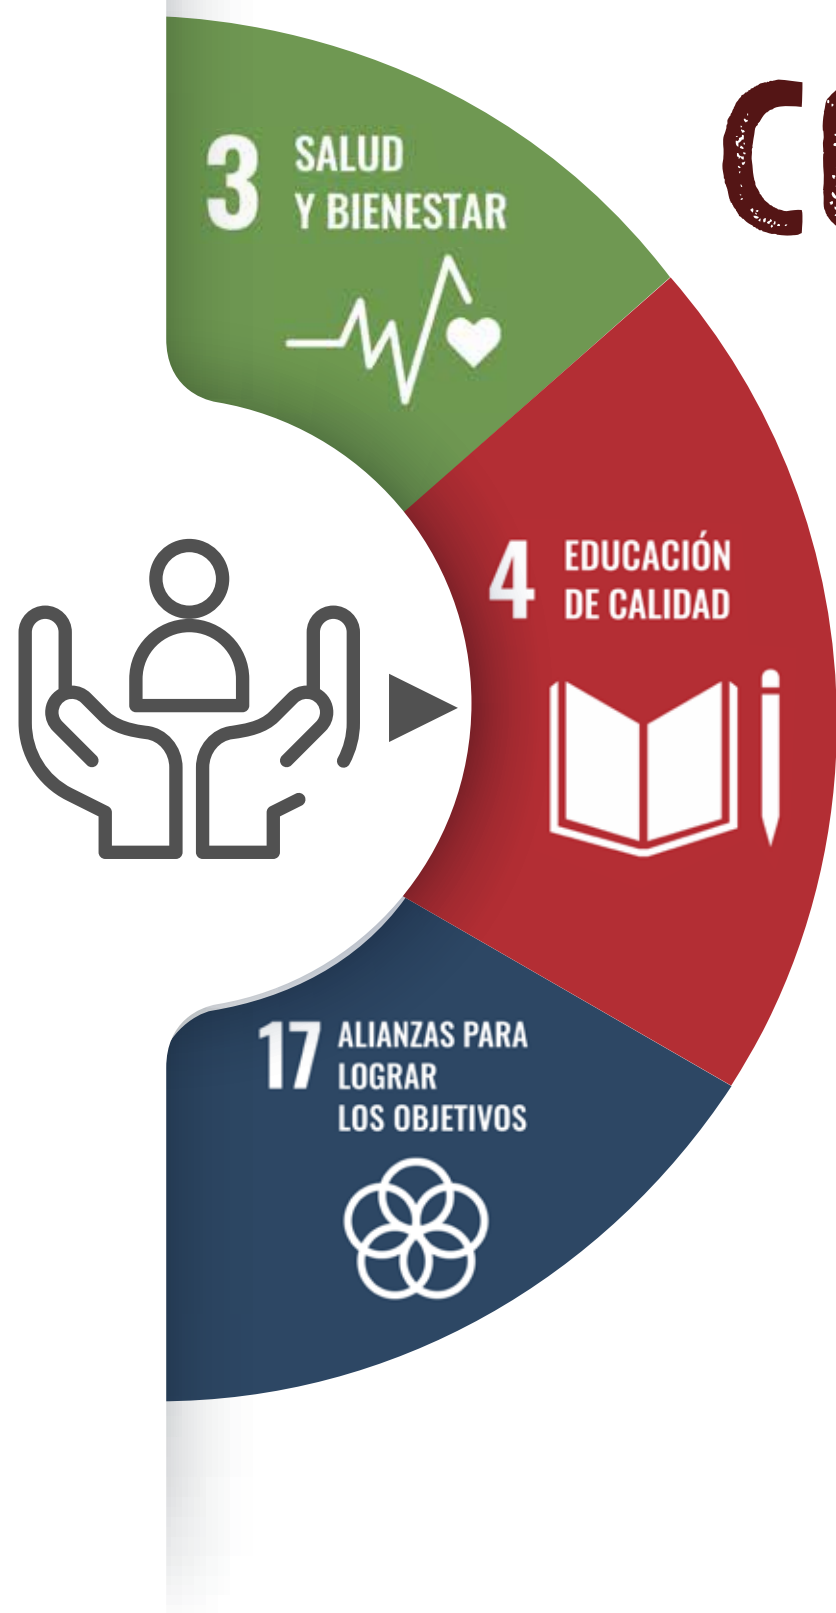 3 SALUD
Y BIENESTAR
4 EDUCACIÓN
DE CALIDAD
17 ALIANZAS PARA
LOGRAR
LOS OBJETIVOS